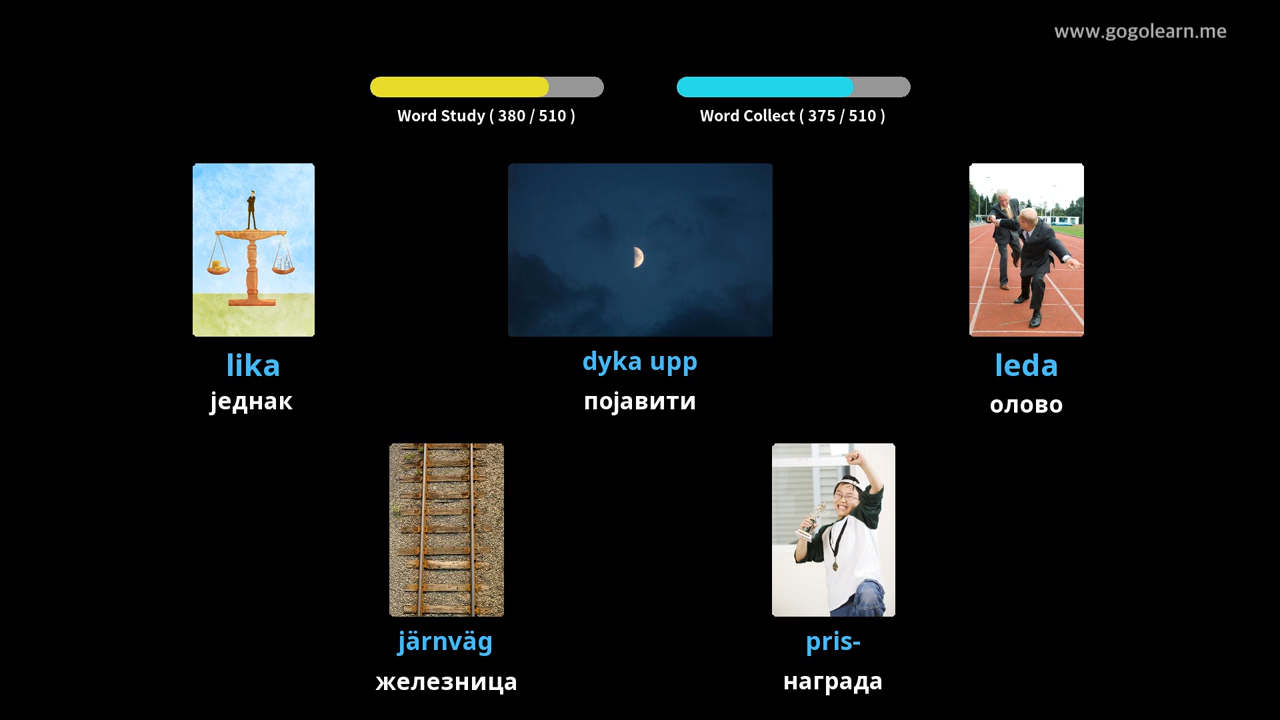 www.gogolearn.me
Word Study ( 380 / 510 )
Word Collect ( 375 / 510 )
lika
једнак
dyka upp
појавити
leda
олово
järnväg
железница
pris-
награда